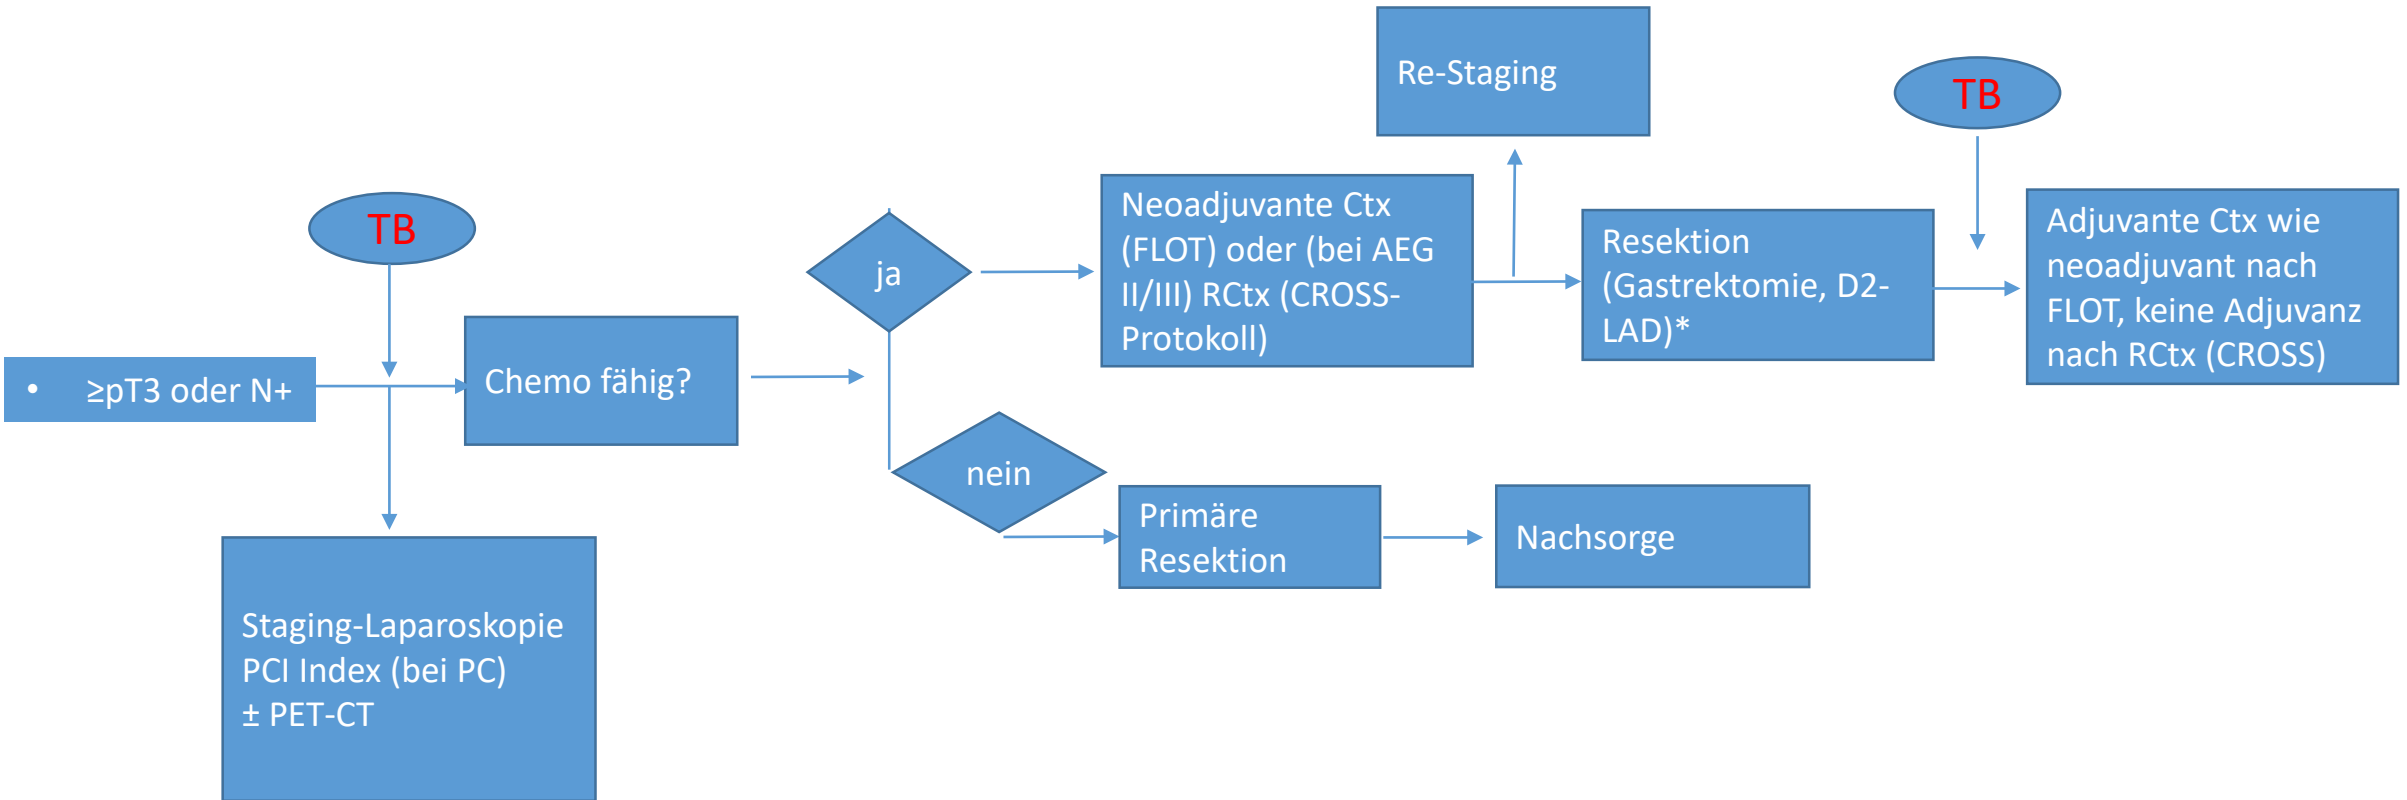 TB
• ≥pT3 oder N+
Chemo fähig?
Staging-Laparoskopie
PCI Index (bei PC)
± PET-CT
ja
nein
Neoadjuvante Ctx
(FLOT) oder (bei AEG
II/III) RCtx (CROSS-
Protokoll)
Re-Staging
Resektion
(Gastrektomie, D2-
LAD)*
TB
Adjuvante Ctx wie
neoadjuvant nach
FLOT, keine Adjuvanz
nach RCtx (CROSS)
Primäre
Resektion
Nachsorge